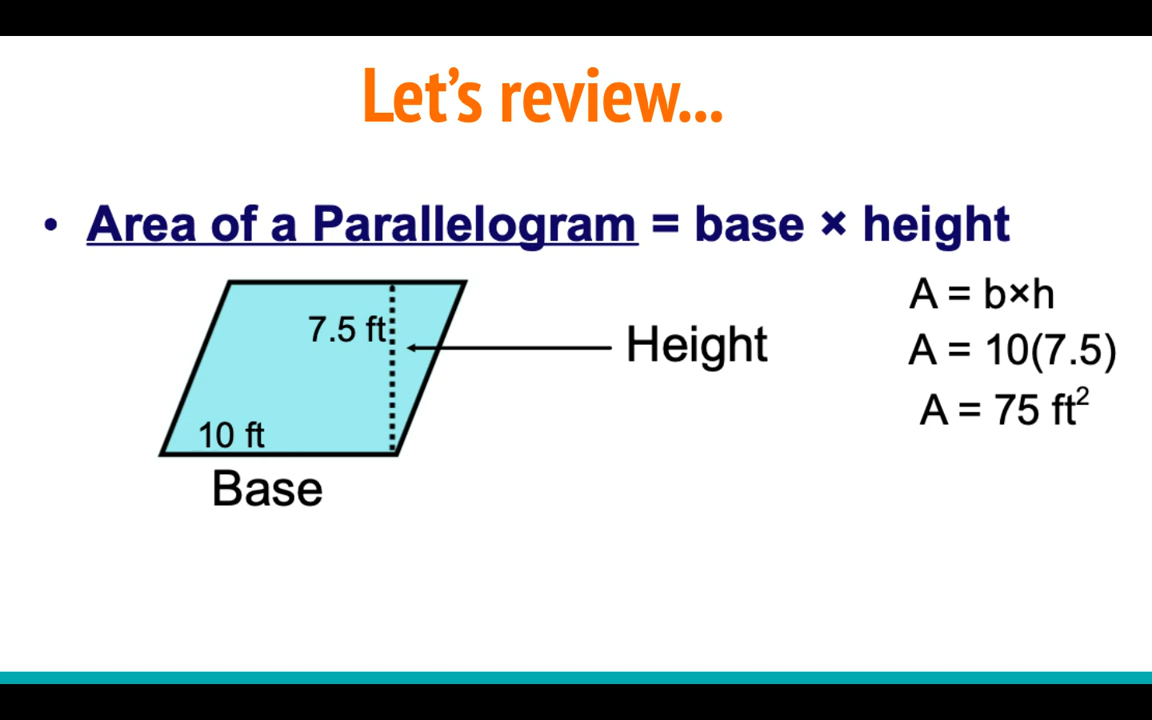 Let's review...
• Area of a Parallelogram = base × height
7.5 ft
10 ft
Base
Height
A = b×h
A = 10(7.5)
A = 75 ft²